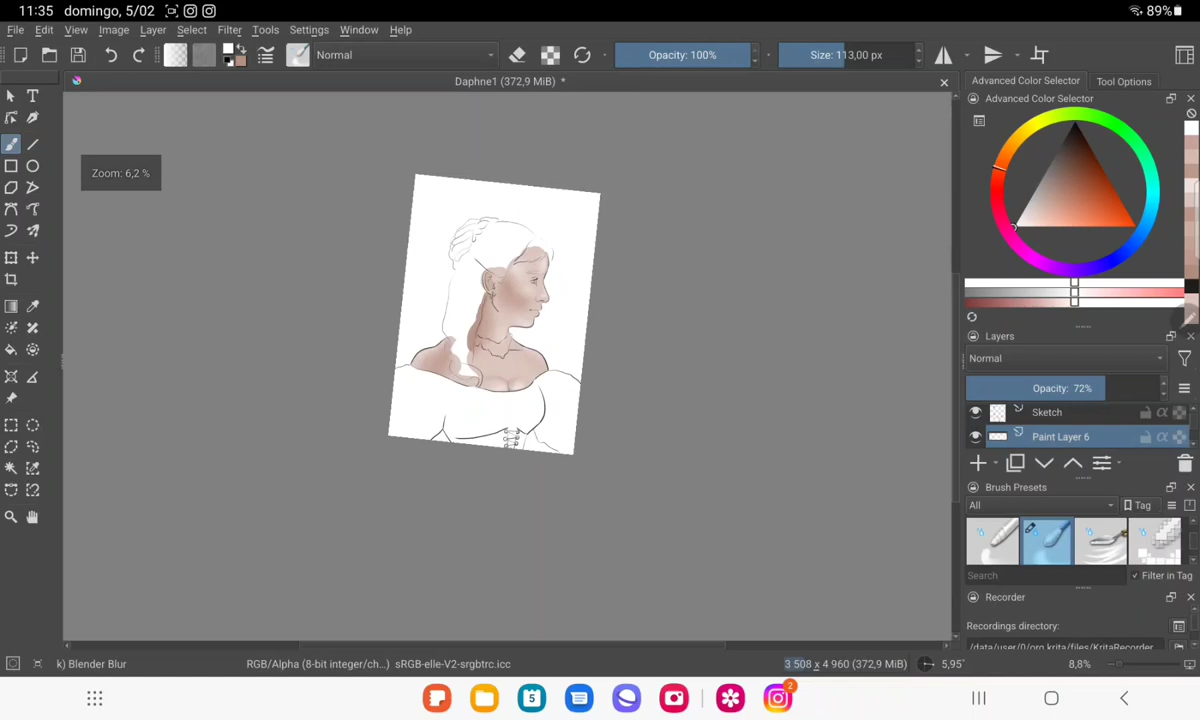 11:35 domingo, 5/02 89%
File Edit View Image Layer Select Filter Tools Settings Window Help
Normal Opacity: 100% Size: 113,00 px
Daphne1 (372,9 MiB) *
Advanced Color Selector Tool Options
Advanced Color Selector
Zoom: 6,2 %
Layers
Normal
Opacity: 72%
Sketch
Paint Layer 6
Brush Presets
All Tag
Search Filter in Tag
Recorder
Recordings directory:
/data/user/0/org.krita/files/KritaRecorder
k) Blender Blur RGB/Alpha (8-bit integer/ch...) sRGB-elle-V2-srgbtrc.icc 3 508 x 4 960 (372,9 MiB) 5,95° 8,8%
5 2